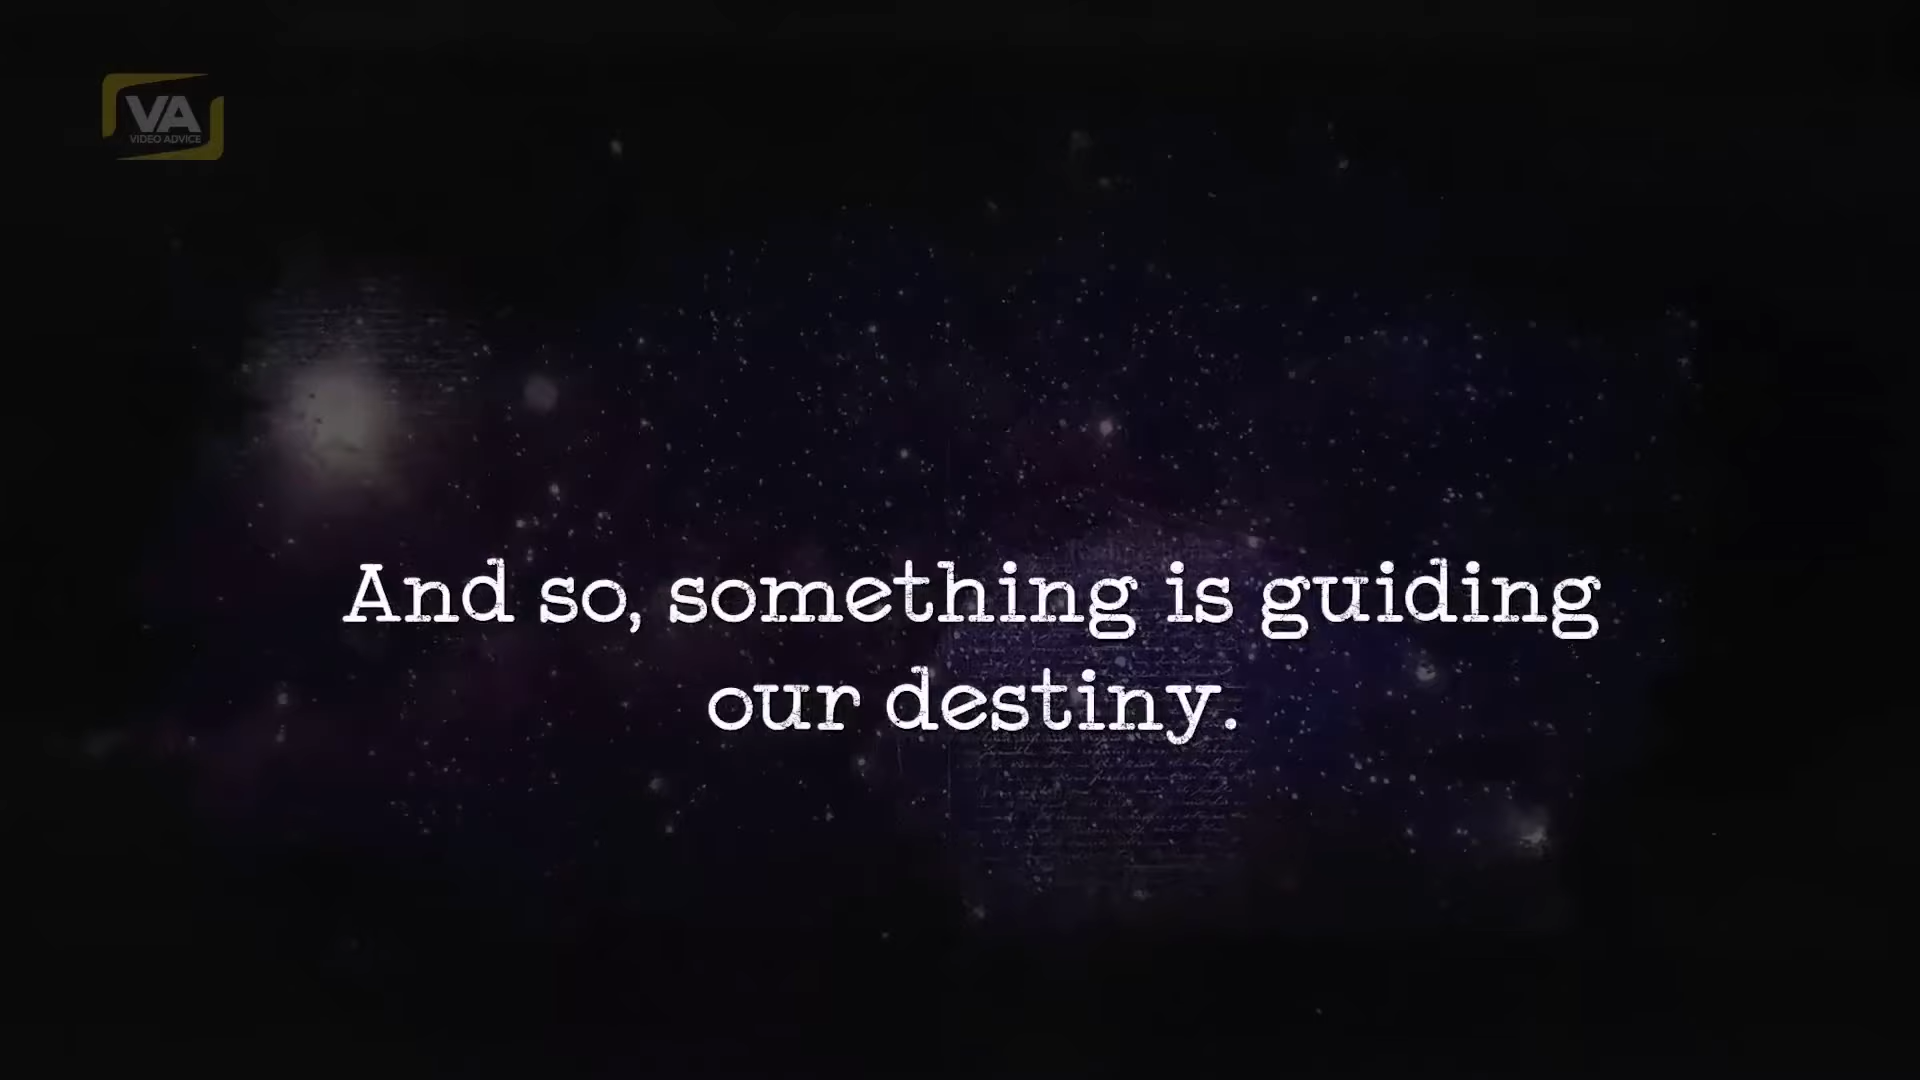 VA
VIDEO ADVICE
And so, something is guiding
our destiny.